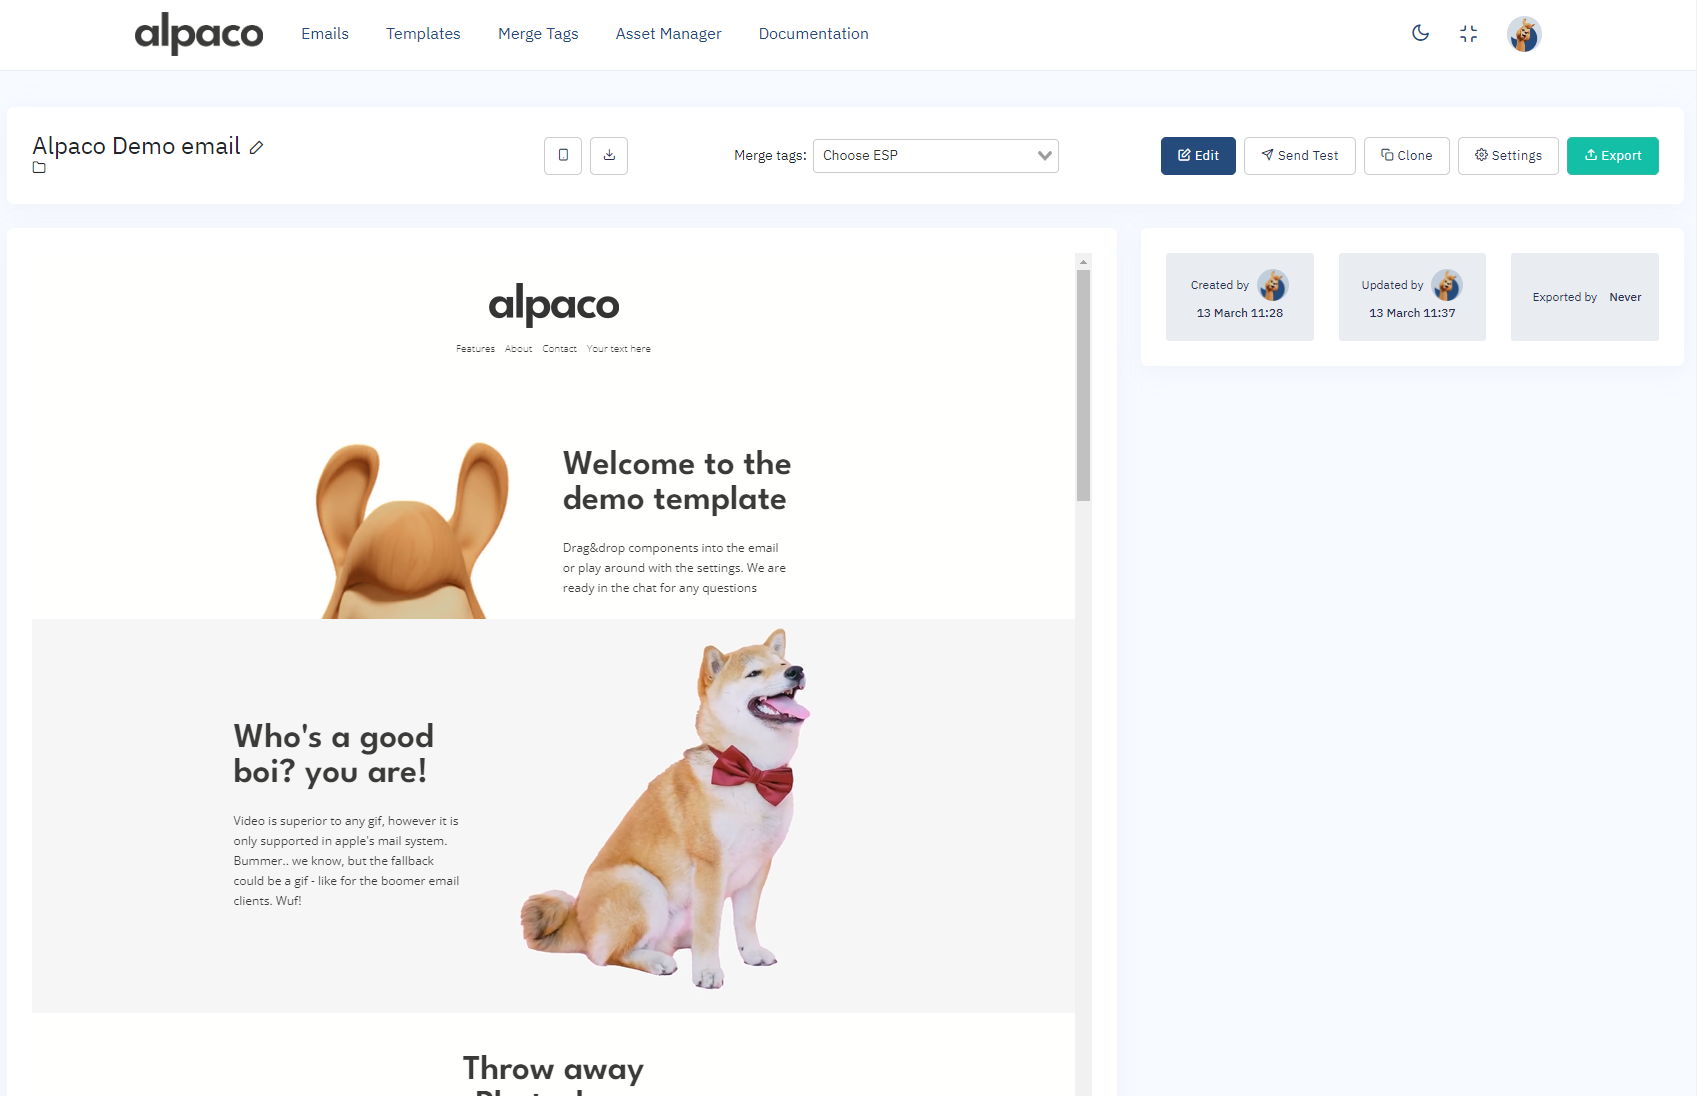 alpaco
Emails
Templates
Merge Tags
Asset Manager
Documentation
Alpaco Demo email
Merge tags:
Choose ESP
Edit
Send Test
Clone
Settings
Export
alpaco
Features
About
Contact
Your text here
Welcome to the
demo template
Drag&drop components into the email
or play around with the settings. We are
ready in the chat for any questions
Who's a good
boi? you are!
Video is superior to any gif, however it is
only supported in apple's mail system.
Bummer.. we know, but the fallback
could be a gif - like for the boomer email
clients. Wuf!
Throw away
Created by
13 March 11:28
Updated by
13 March 11:37
Exported by
Never